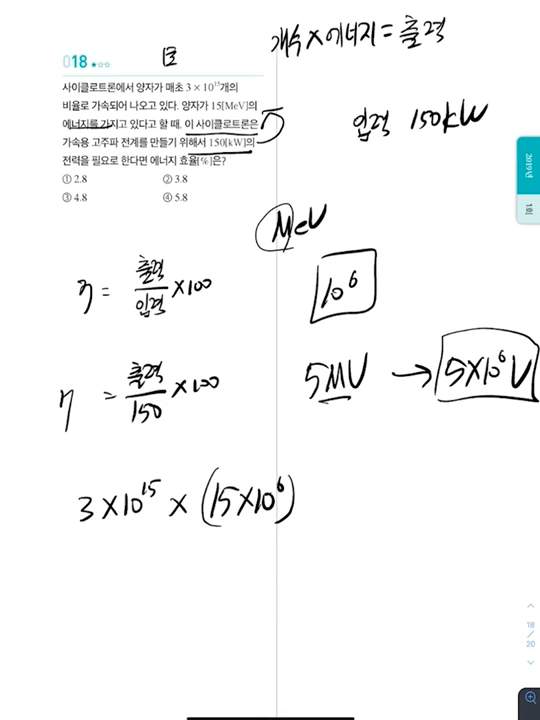 개수×에너지=출력
018 ★☆☆
사이클로트론에서 양자가 매초 3×10¹⁵개의
비율로 가속되어 나오고 있다. 양자가 15[MeV]의
에너지를 가지고 있다고 할 때, 이 사이클로트론은
가속용 고주파 전계를 만들기 위해서 150[kW]의
전력을 필요로 한다면 에너지 효율[%]은?
① 2.8 ② 3.8
③ 4.8 ④ 5.8
입력 150kW
2019년
1회
MeV
η = 출력/입력 ×100
10⁶
η = 출력/150 ×100
5MV → 5×10⁶V
3×10¹⁵ × (15×10⁶)
18
/
20